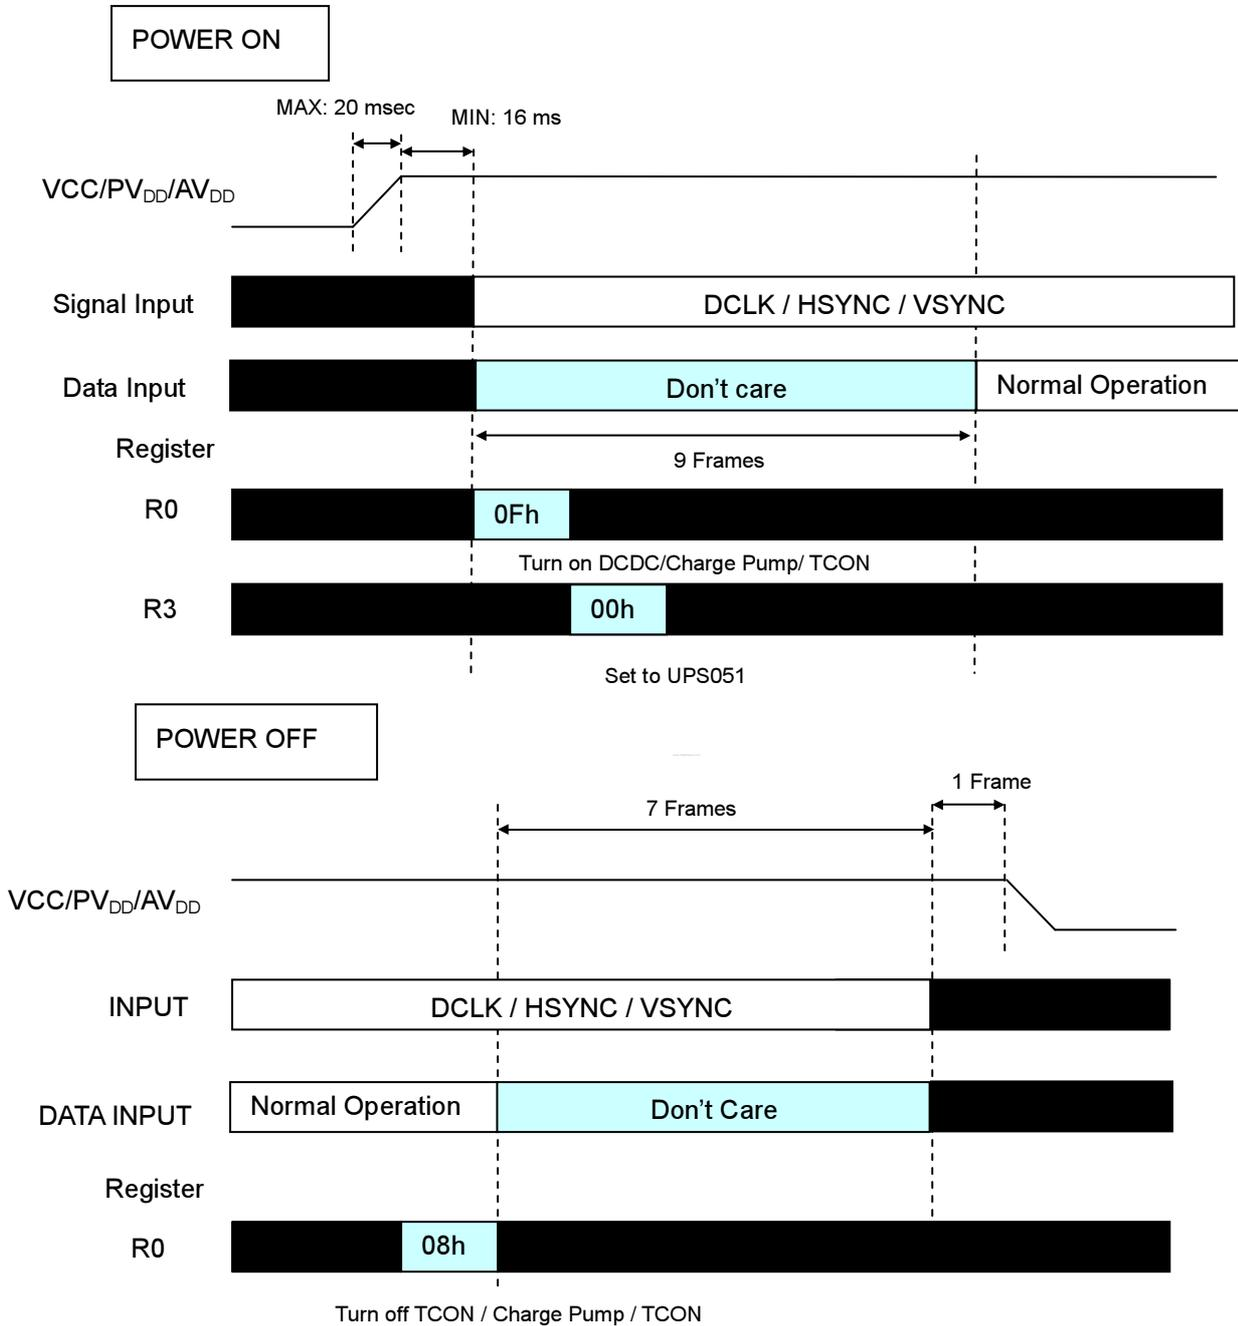 POWER ON
MAX: 20 msec
MIN: 16 ms
VCC/PVDD/AVDD
Signal Input
DCLK / HSYNC / VSYNC
Data Input
Don't care
Normal Operation
Register
9 Frames
R0
0Fh
Turn on DCDC/Charge Pump/ TCON
R3
00h
Set to UPS051
POWER OFF
1 Frame
7 Frames
VCC/PVDD/AVDD
INPUT
DCLK / HSYNC / VSYNC
DATA INPUT
Normal Operation
Don't Care
Register
R0
08h
Turn off TCON / Charge Pump / TCON